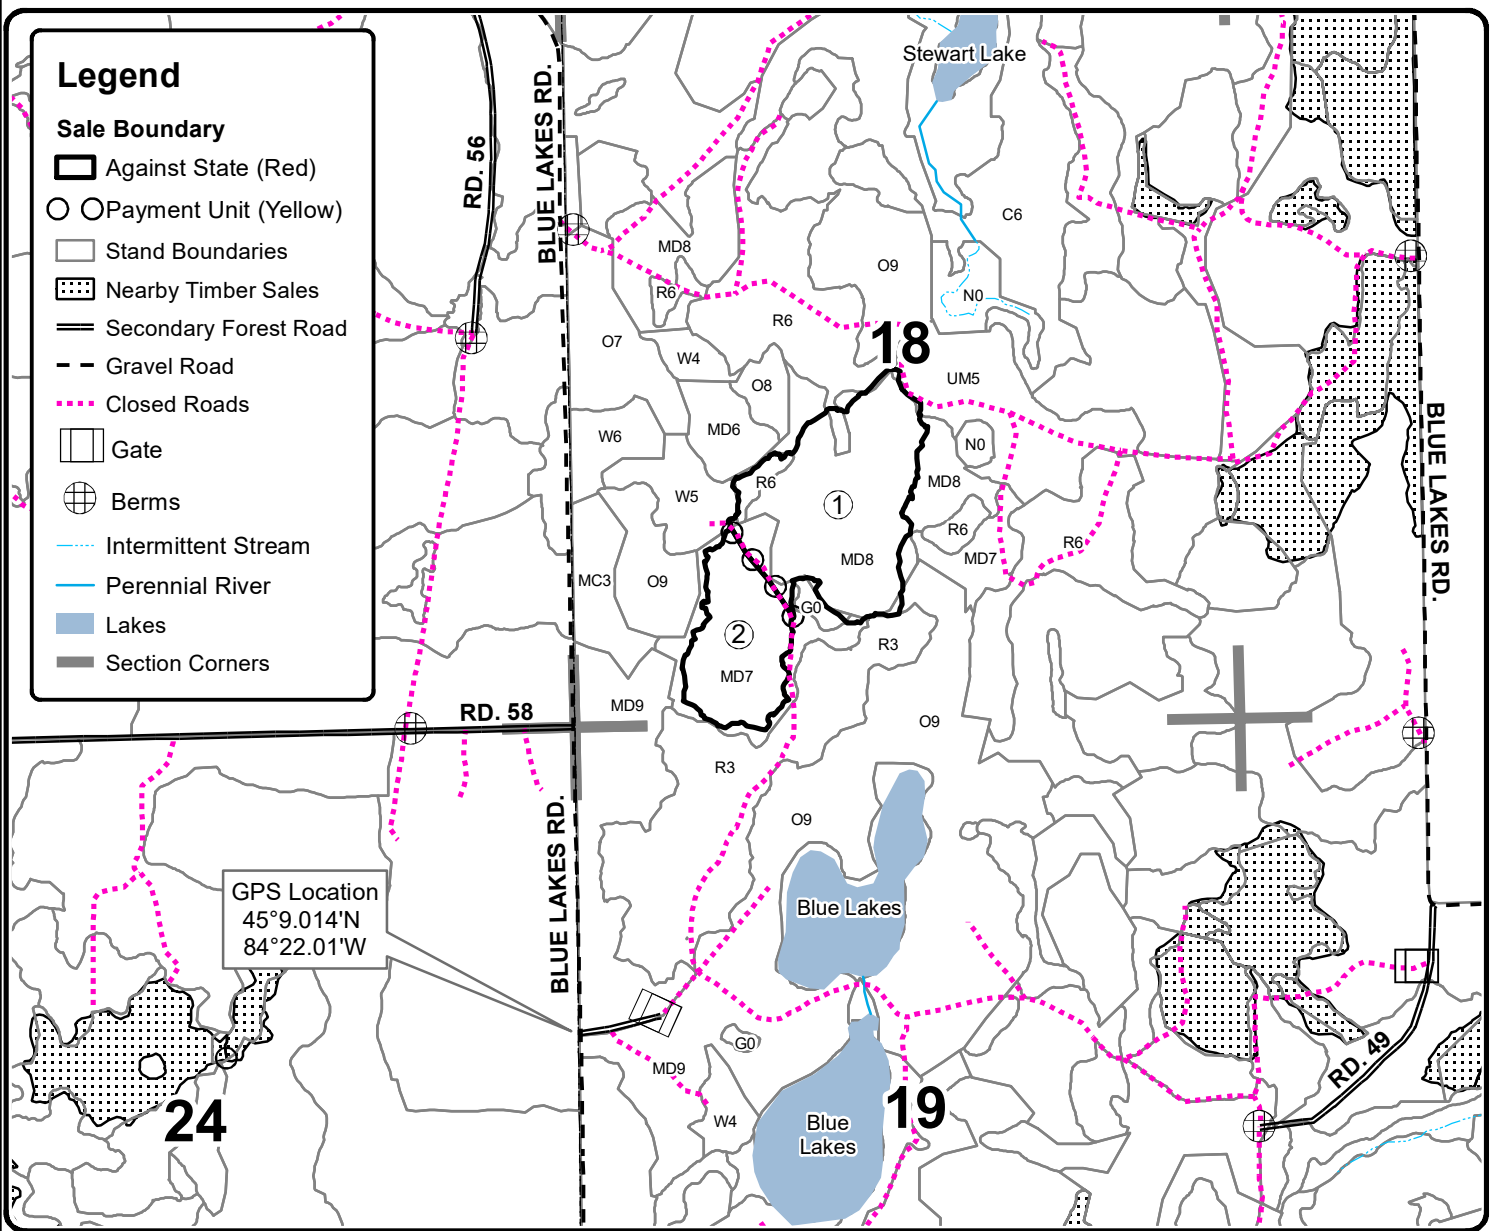 Legend
Sale Boundary
Against State (Red)
Payment Unit (Yellow)
Stand Boundaries
Nearby Timber Sales
Secondary Forest Road
Gravel Road
Closed Roads
Gate
Berms
Intermittent Stream
Perennial River
Lakes
Section Corners
RD. 56
BLUE LAKES RD.
Stewart Lake
C6
MD8
O9
R6
N0
R6
O7
18
W4
UM5
O8
MD6
W6
N0
BLUE LAKES RD.
R6
MD8
W5
1
R6
R6
MD7
MD8
MC3
O9
G0
2
R3
MD7
MD9
RD. 58
O9
R3
O9
BLUE LAKES RD.
GPS Location
45°9.014'N
84°22.01'W
Blue Lakes
G0
MD9
RD. 49
24
19
W4
Blue
Lakes